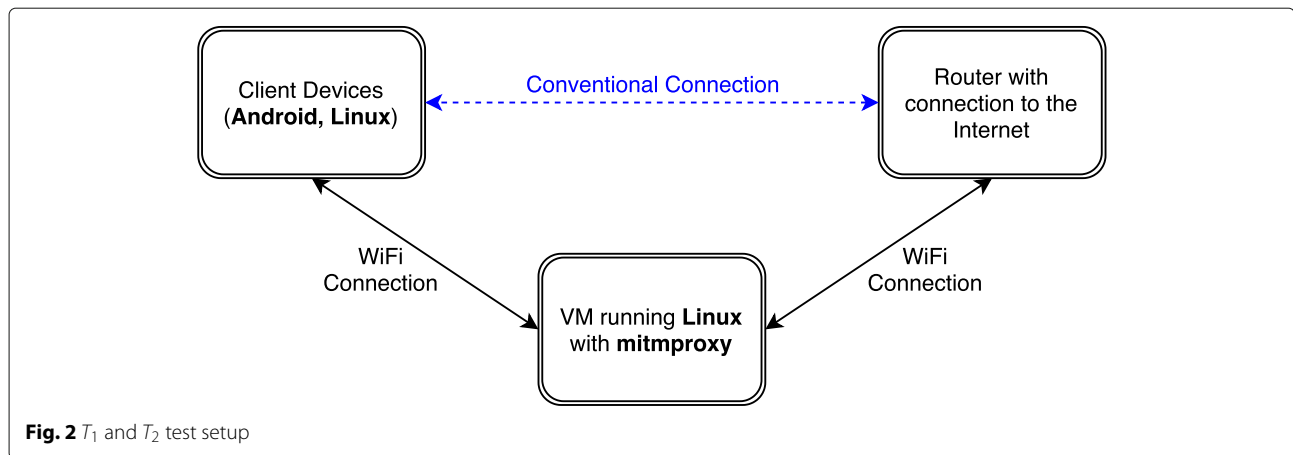 Client Devices
(Android, Linux)
Conventional Connection
Router with
connection to the
Internet
WiFi
Connection
WiFi
Connection
VM running Linux
with mitmproxy
Fig. 2 T1 and T2 test setup